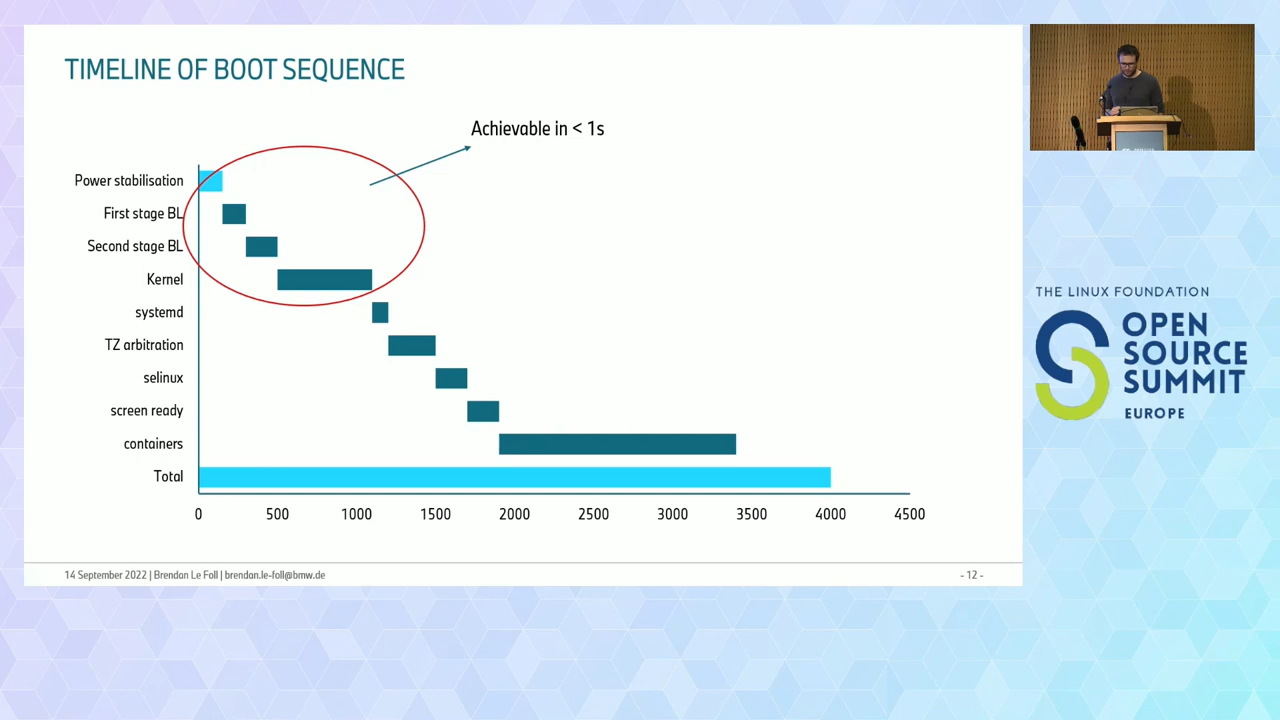 TIMELINE OF BOOT SEQUENCE
Achievable in < 1s
Power stabilisation
First stage BL
Second stage BL
Kernel
systemd
TZ arbitration
selinux
screen ready
containers
Total
0 500 1000 1500 2000 2500 3000 3500 4000 4500
14 September 2022 | Brendan Le Foll | brendan.le-foll@bmw.de
- 12 -
THE LINUX FOUNDATION
OPEN
SOURCE
SUMMIT
EUROPE